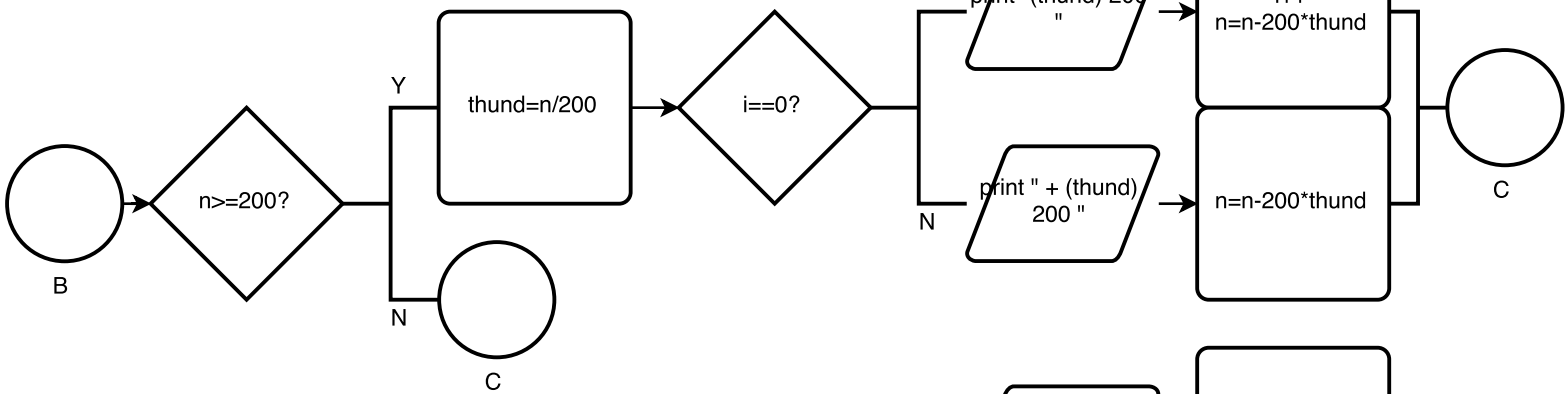 B
n>=200?
Y
N
thund=n/200
C
i==0?
N
"
n=n-200*thund
print " + (thund)
200 "
n=n-200*thund
C